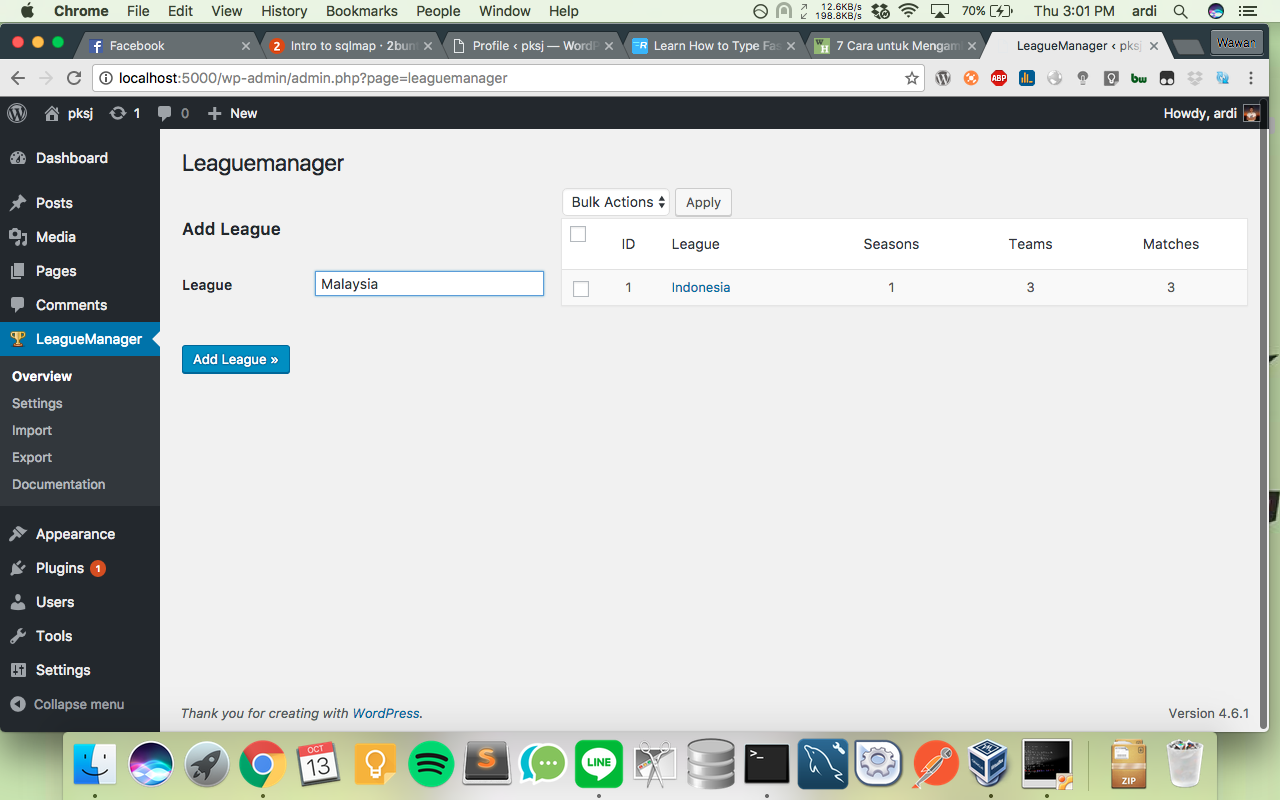 Chrome File Edit View History Bookmarks People Window Help 12.6KB/s 198.8KB/s 70% Thu 3:01 PM ardi
Facebook Intro to sqlmap · 2bun Profile ‹ pksj — WordP Learn How to Type Fas 7 Cara untuk Mengam LeagueManager ‹ pksj Wawan
localhost:5000/wp-admin/admin.php?page=leaguemanager ABP bw
pksj 1 0 New Howdy, ardi
Dashboard
Posts
Media
Pages
Comments
LeagueManager
Overview
Settings
Import
Export
Documentation
Appearance
Plugins 1
Users
Tools
Settings
Collapse menu
Leaguemanager
Add League
League Malaysia
Add League »
Bulk Actions Apply
ID League Seasons Teams Matches
1 Indonesia 1 3 3
Thank you for creating with WordPress. Version 4.6.1
OCT
13
S
LINE
>_
ZIP